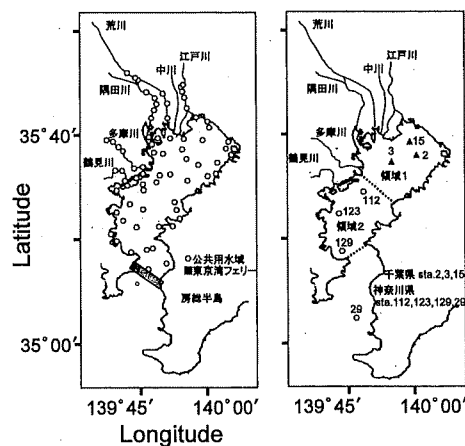 荒川
江戸川
中川
隅田川
多摩川
鶴見川
35°40'
35°00'
Latitude
公共用水域
東京湾フェリー
房総半島
139°45'
140°00'
Longitude
荒川
江戸川
中川
隅田川
多摩川
鶴見川
15
3
2
領域1
112
123
領域2
129
千葉県 sta.2,3,15
神奈川県
sta.112,123,129,29
29
139°45'
140°00'